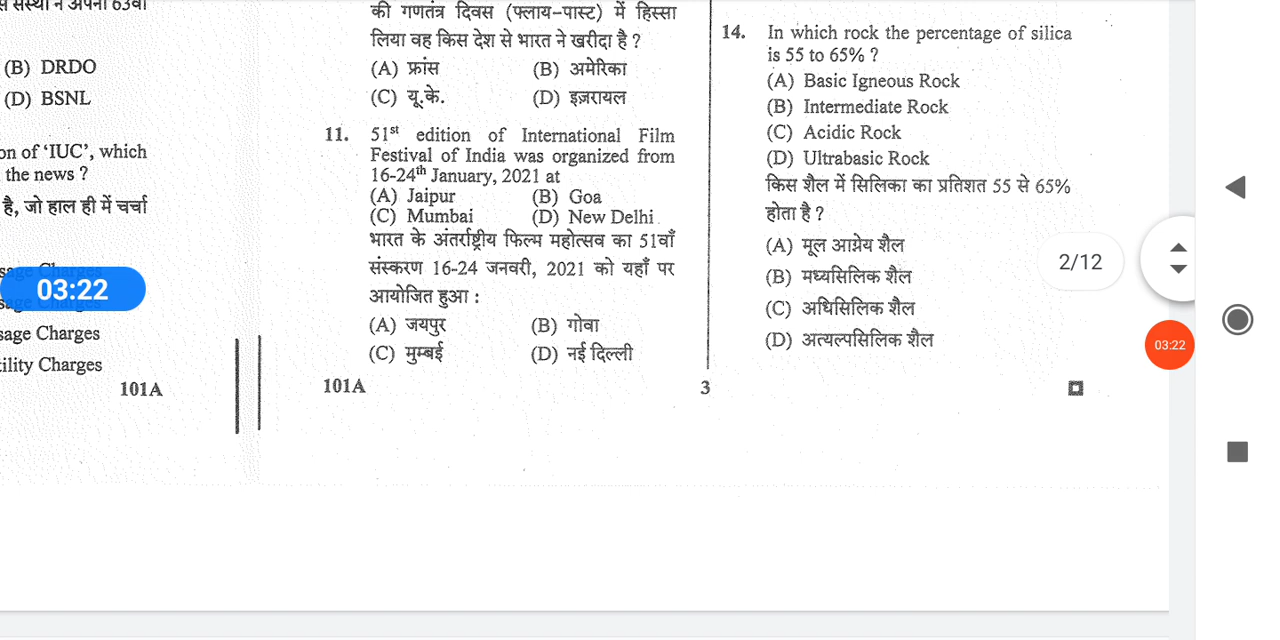 (B) DRDO
(D) BSNL
on of ‘IUC’, which
the news ?
है, जो हाल ही में चर्चा
03:22
sage Charges
ility Charges
101A
की गणतंत्र दिवस (फ्लाय-पास्ट) में हिस्सा
लिया वह किस देश से भारत ने खरीदा है ?
(A) फ्रांस (B) अमेरिका
(C) यू.के. (D) इज़रायल
11. 51st edition of International Film
Festival of India was organized from
16-24th January, 2021 at
(A) Jaipur (B) Goa
(C) Mumbai (D) New Delhi
भारत के अंतर्राष्ट्रीय फिल्म महोत्सव का 51वाँ
संस्करण 16-24 जनवरी, 2021 को यहाँ पर
आयोजित हुआ :
(A) जयपुर (B) गोवा
(C) मुम्बई (D) नई दिल्ली
101A 3
14. In which rock the percentage of silica
is 55 to 65% ?
(A) Basic Igneous Rock
(B) Intermediate Rock
(C) Acidic Rock
(D) Ultrabasic Rock
किस शैल में सिलिका का प्रतिशत 55 से 65%
होता है ?
(A) मूल आग्नेय शैल
(B) मध्यसिलिक शैल
(C) अधिसिलिक शैल
(D) अत्यल्पसिलिक शैल
2/12
03:22